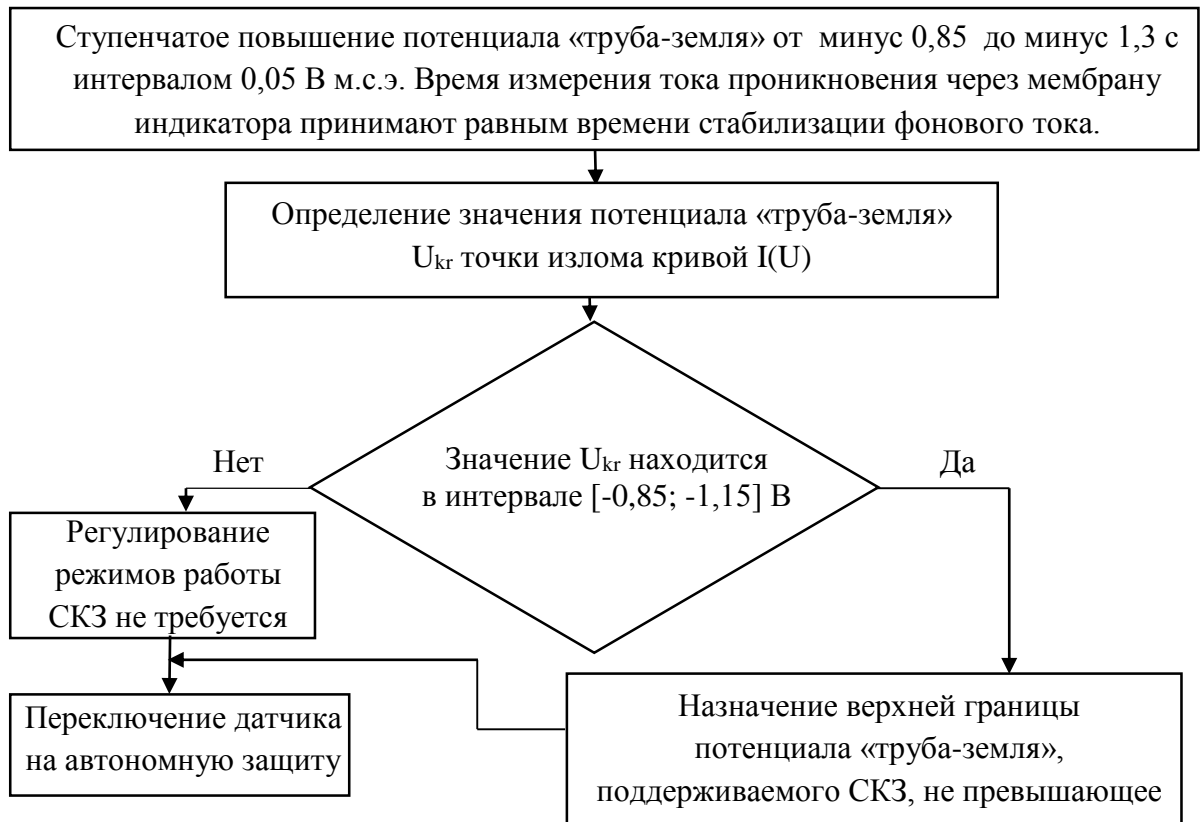 Ступенчатое повышение потенциала «труба-земля» от минус 0,85 до минус 1,3 с
интервалом 0,05 В м.с.э. Время измерения тока проникновения через мембрану
индикатора принимают равным времени стабилизации фонового тока.
Определение значения потенциала «труба-земля»
Ukr точки излома кривой I(U)
Значение Ukr находится
в интервале [-0,85; -1,15] В
Нет
Да
Регулирование
режимов работы
СКЗ не требуется
Переключение датчика
на автономную защиту
Назначение верхней границы
потенциала «труба-земля»,
поддерживаемого СКЗ, не превышающее